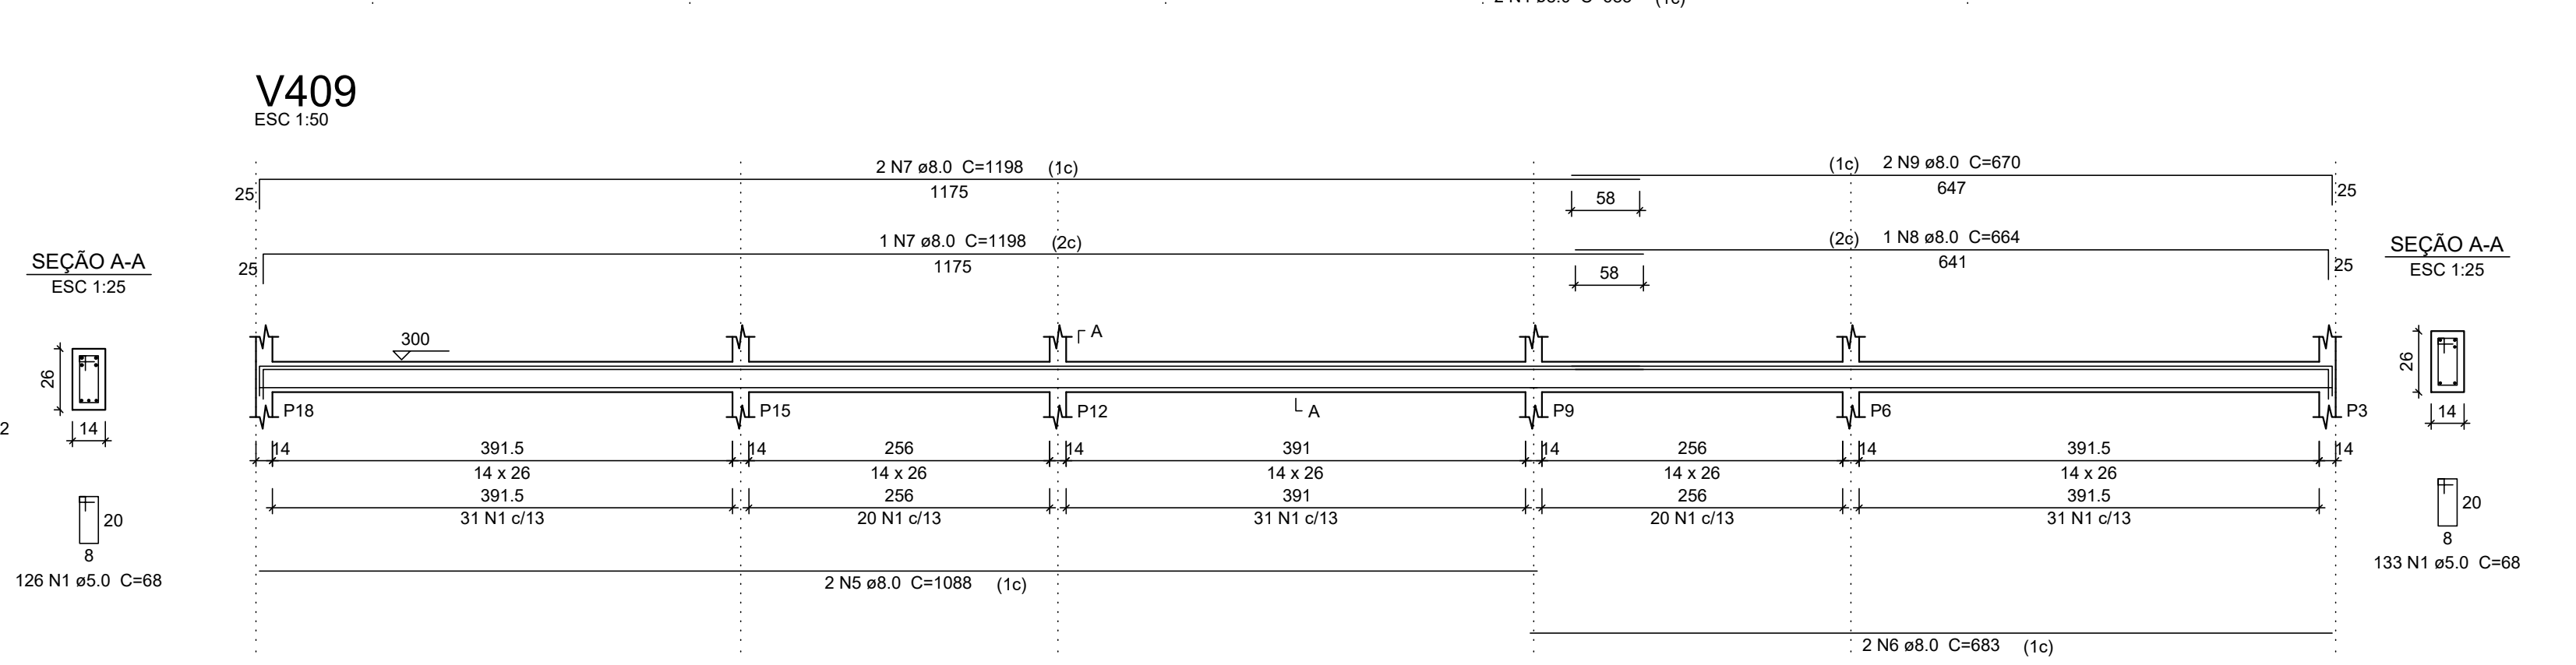 V409
ESC 1:50
2 N7 ø8.0 C=1198 (1c)
(1c) 2 N9 ø8.0 C=670
25
1175
58
647
25
1 N7 ø8.0 C=1198 (2c)
(2c) 1 N8 ø8.0 C=664
25
1175
58
641
25
SEÇÃO A-A
ESC 1:25
SEÇÃO A-A
ESC 1:25
300
A
26
14
26
14
P18
P15
P12
A
P9
P6
P3
2
14
391.5
14
256
14
391
14
256
14
391.5
14
14 x 26
14 x 26
14 x 26
14 x 26
14 x 26
391.5
256
391
256
391.5
31 N1 c/13
20 N1 c/13
31 N1 c/13
20 N1 c/13
31 N1 c/13
20
8
126 N1 ø5.0 C=68
20
8
133 N1 ø5.0 C=68
2 N5 ø8.0 C=1088 (1c)
2 N6 ø8.0 C=683 (1c)